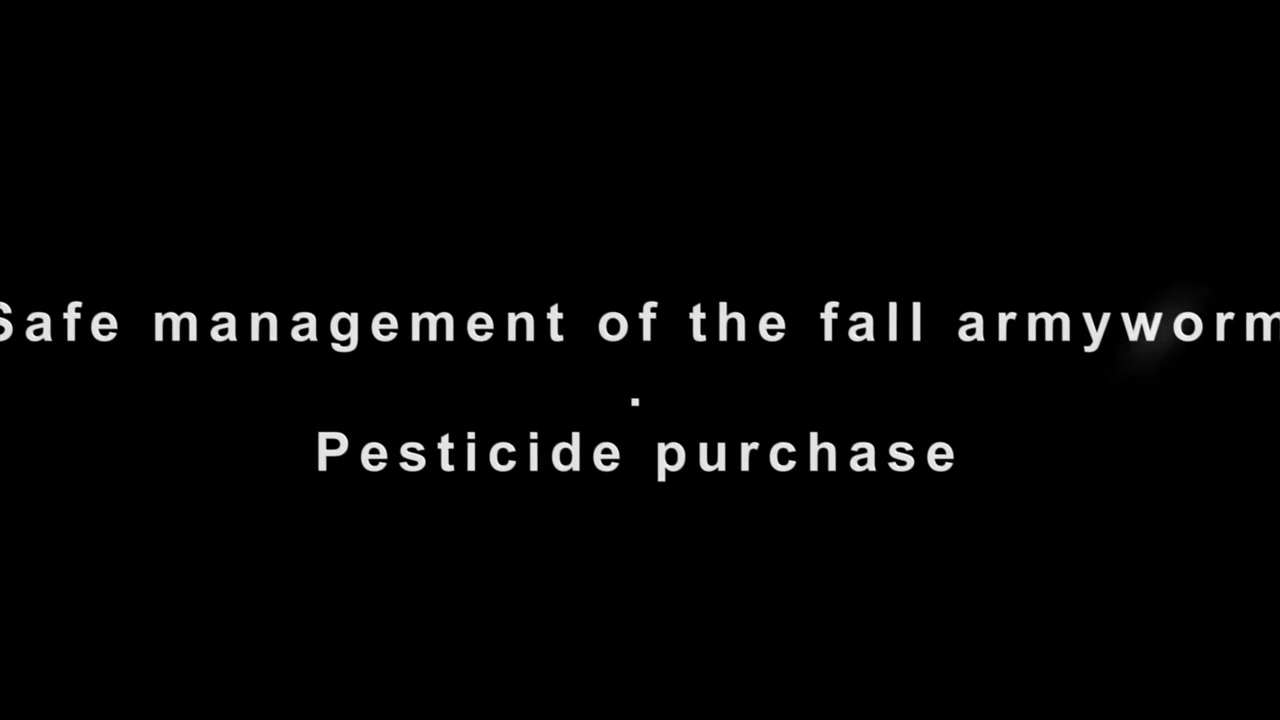 Safe management of the fall armyworm
.
Pesticide purchase